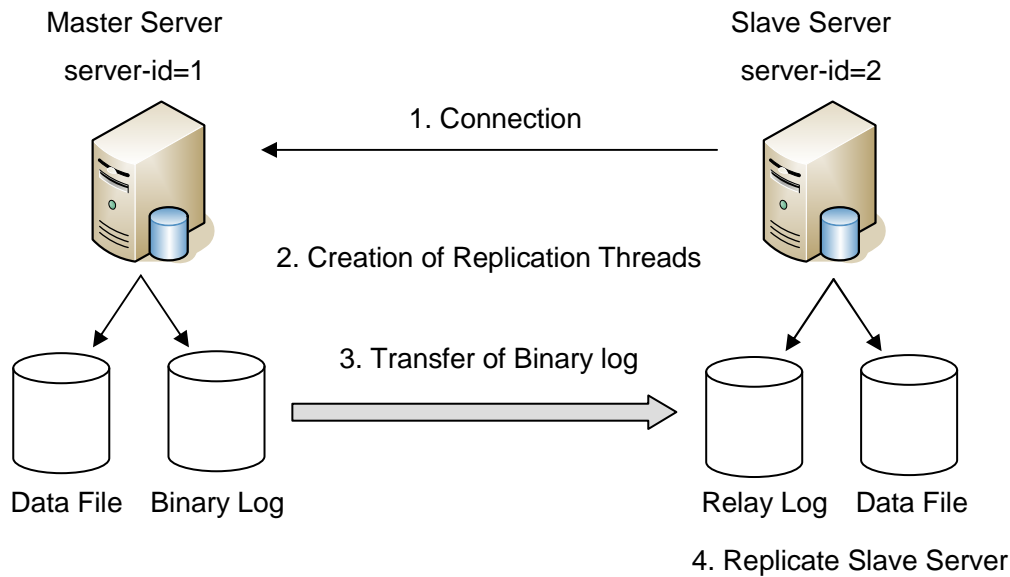 Master Server
server-id=1
Slave Server
server-id=2
1. Connection
2. Creation of Replication Threads
3. Transfer of Binary log
Data File
Binary Log
Relay Log
Data File
4. Replicate Slave Server